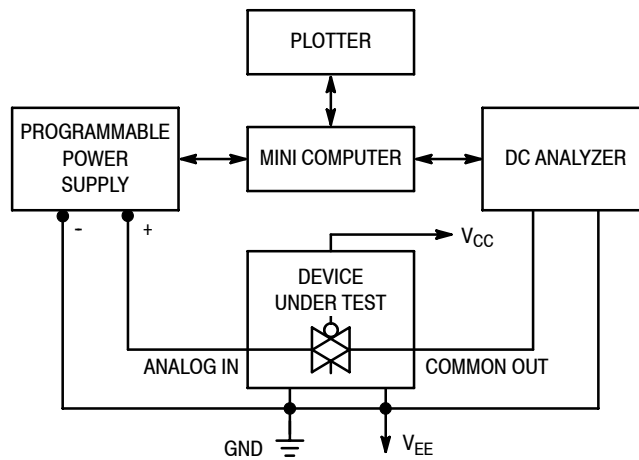 PLOTTER
PROGRAMMABLE
POWER
SUPPLY
MINI COMPUTER
DC ANALYZER
- +
VCC
DEVICE
UNDER TEST
ANALOG IN
COMMON OUT
GND
VEE